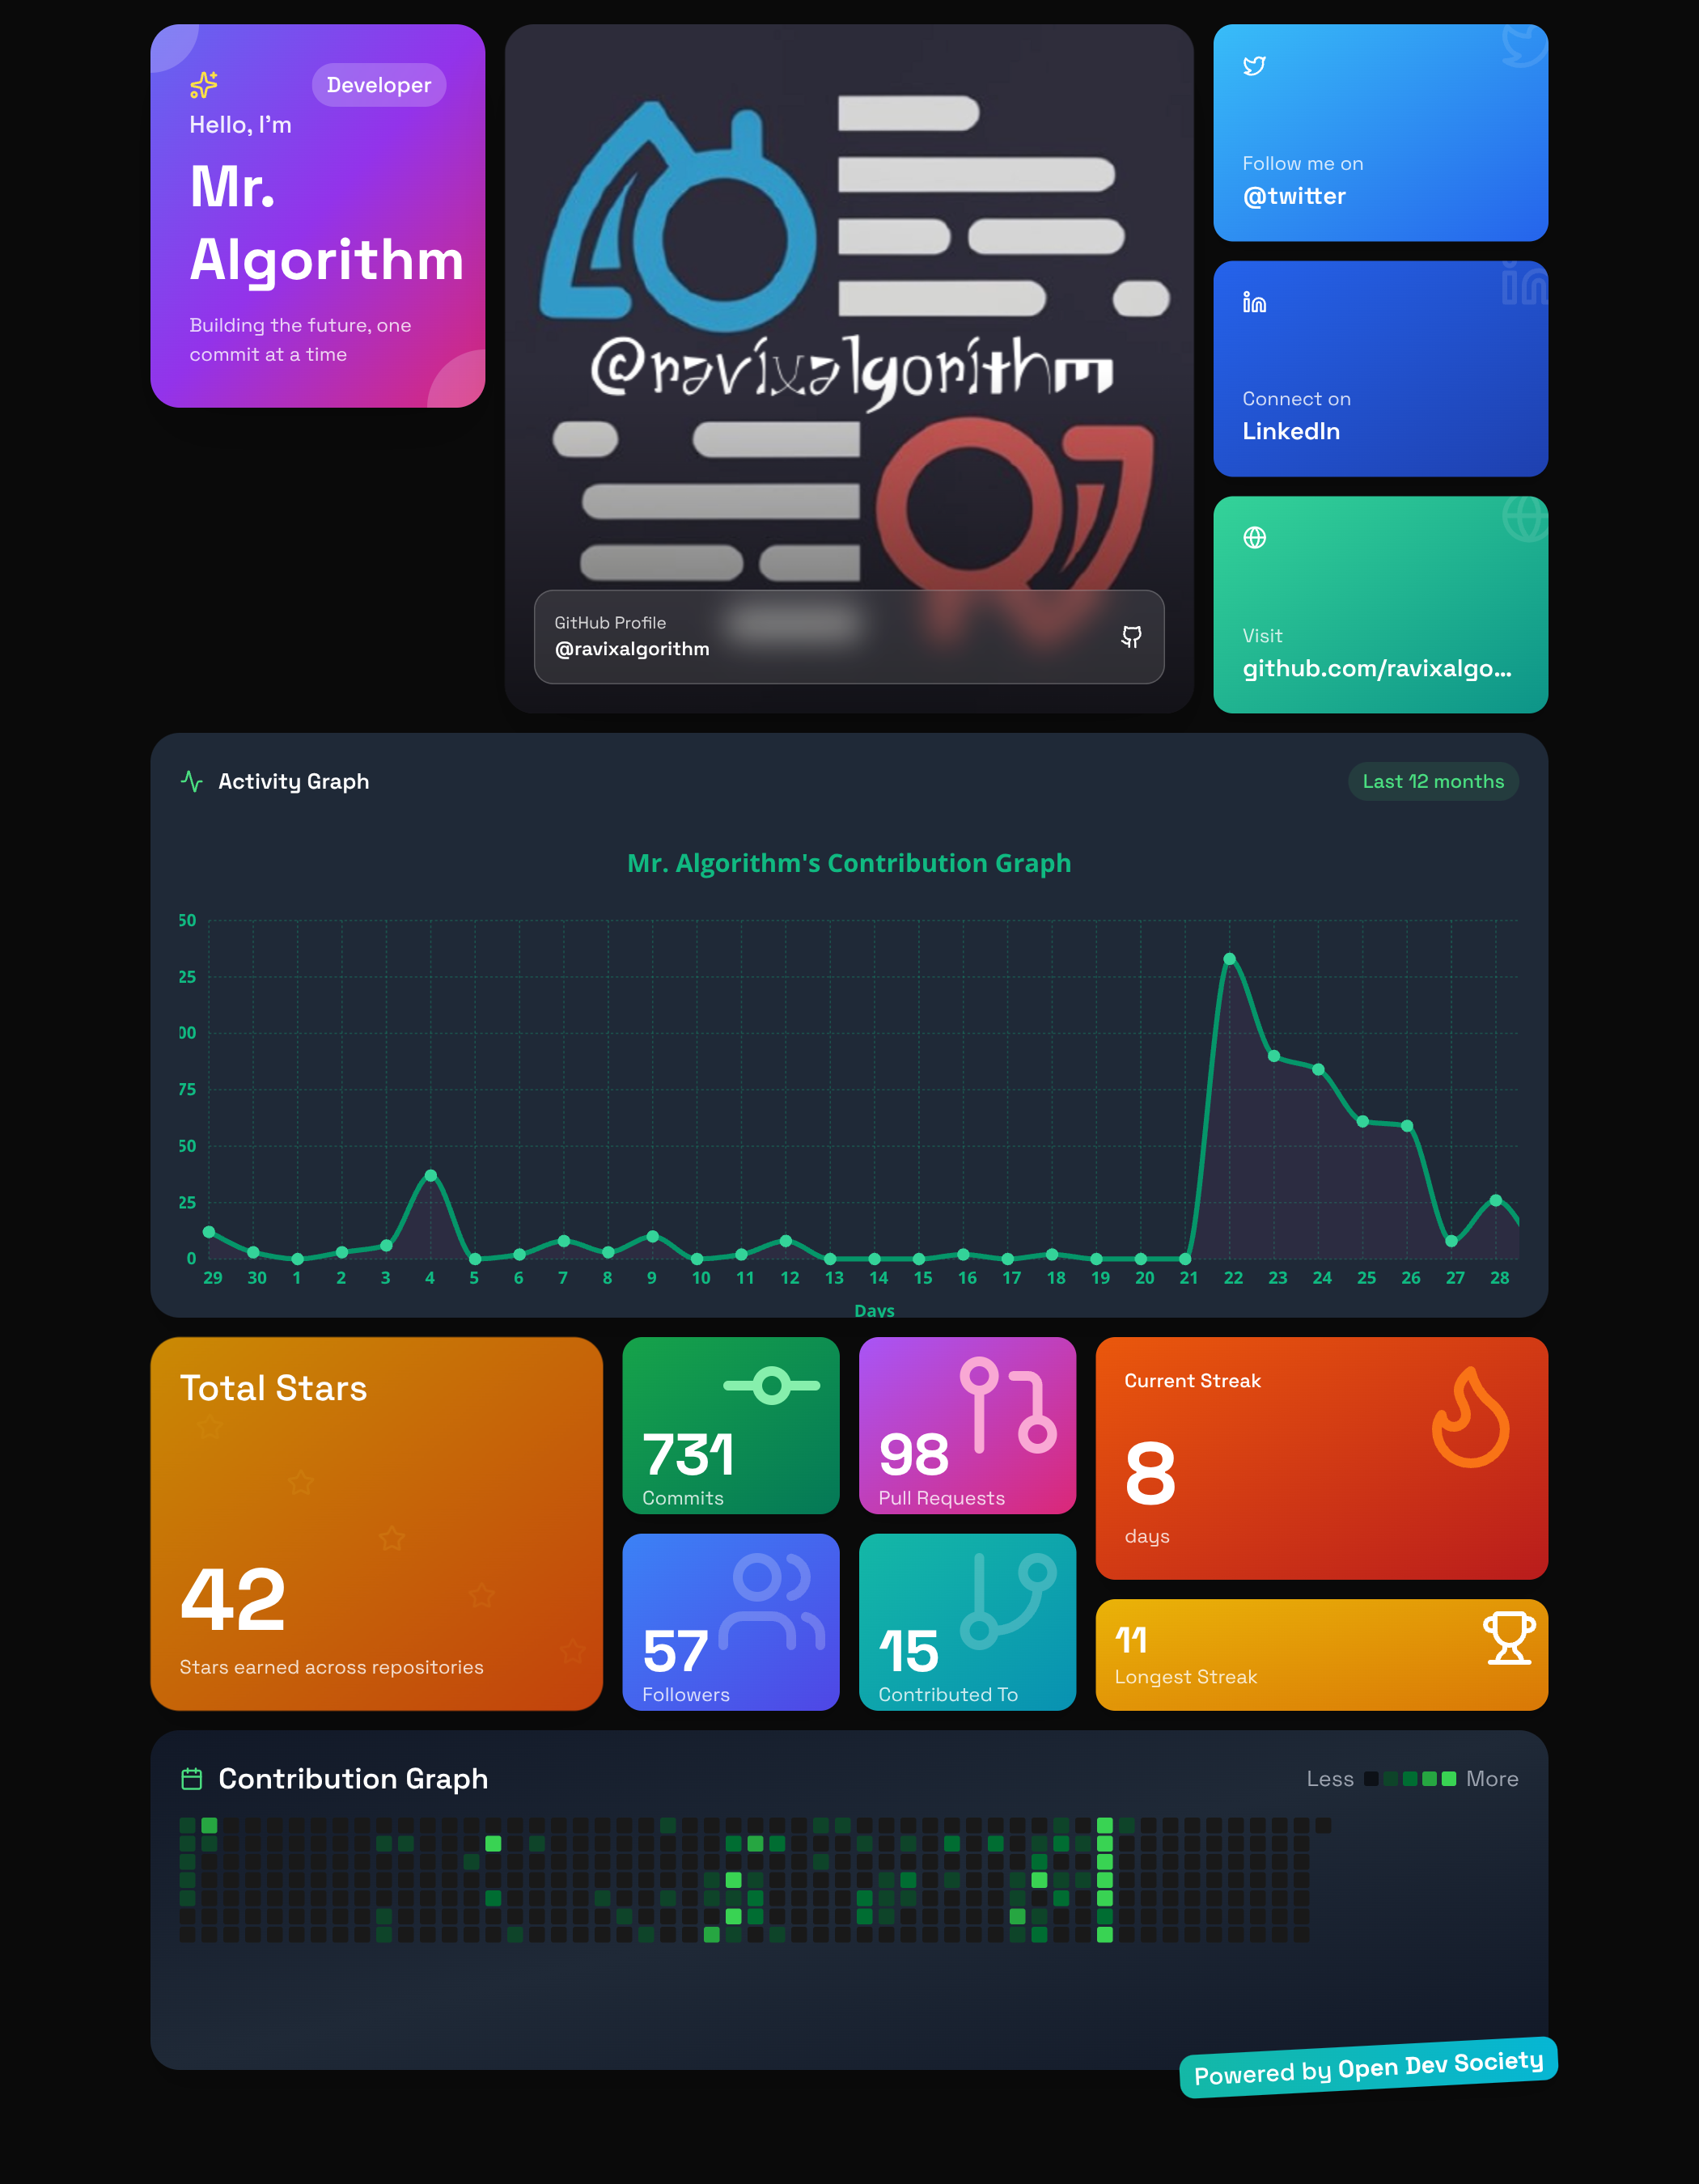 Developer
Hello, I'm
Mr.
Algorithm
Building the future, one
commit at a time
@ravixalgorithm
GitHub Profile
@ravixalgorithm
Follow me on
@twitter
Connect on
LinkedIn
Visit
github.com/ravixalgo...
Activity Graph
Last 12 months
Mr. Algorithm's Contribution Graph
50
25
00
75
50
25
0
29 30 1 2 3 4 5 6 7 8 9 10 11 12 13 14 15 16 17 18 19 20 21 22 23 24 25 26 27 28
Days
Total Stars
42
Stars earned across repositories
731
Commits
98
Pull Requests
57
Followers
15
Contributed To
Current Streak
8
days
11
Longest Streak
Contribution Graph
Less More
Powered by Open Dev Society